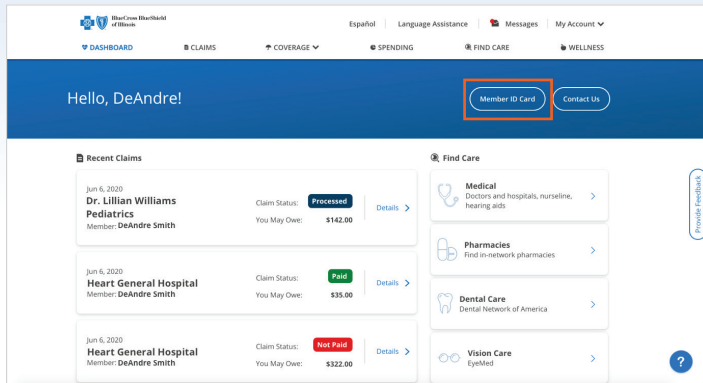 BlueCross BlueShield
of Illinois
Español Language Assistance Messages My Account
DASHBOARD CLAIMS COVERAGE SPENDING FIND CARE WELLNESS
Hello, DeAndre!
Member ID Card Contact Us
Recent Claims
Jun 6, 2020
Dr. Lillian Williams
Pediatrics
Member: DeAndre Smith
Claim Status: Processed
You May Owe: $142.00
Details
Jun 6, 2020
Heart General Hospital
Member: DeAndre Smith
Claim Status: Paid
You May Owe: $35.00
Details
Jun 6, 2020
Heart General Hospital
Member: DeAndre Smith
Claim Status: Not Paid
You May Owe: $322.00
Details
Find Care
Medical
Doctors and hospitals, nurseline,
hearing aids
Pharmacies
Find in-network pharmacies
Dental Care
Dental Network of America
Vision Care
EyeMed
Provide Feedback
?